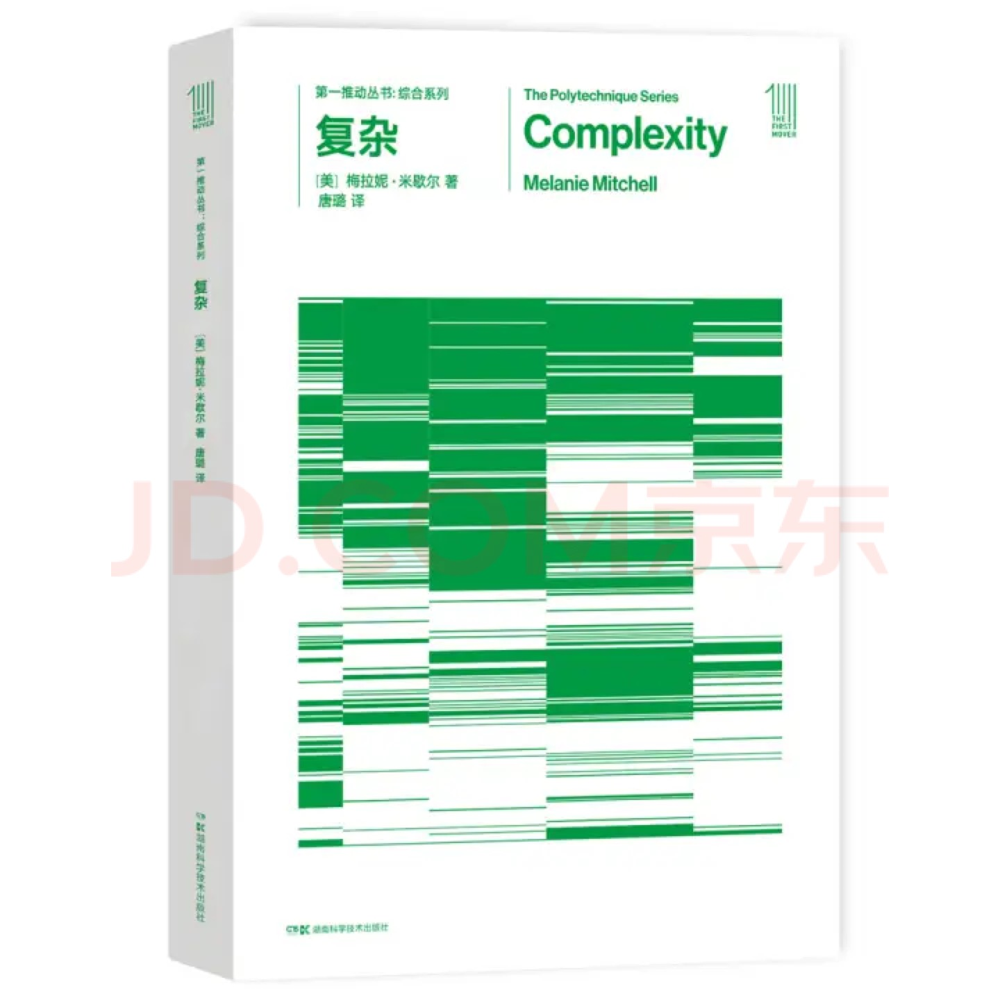 第一推动丛书:综合系列
复杂
[美] 梅拉妮·米歇尔 著
唐璐 译
The Polytechnique Series
Complexity
Melanie Mitchell
THE
FIRST
MOVER
THE
FIRST
MOVER
第一推动丛书:综合系列
复杂
[美] 梅拉妮·米歇尔 著 唐璐 译
湖南科学技术出版社
JD.COM京东
湖南科学技术出版社